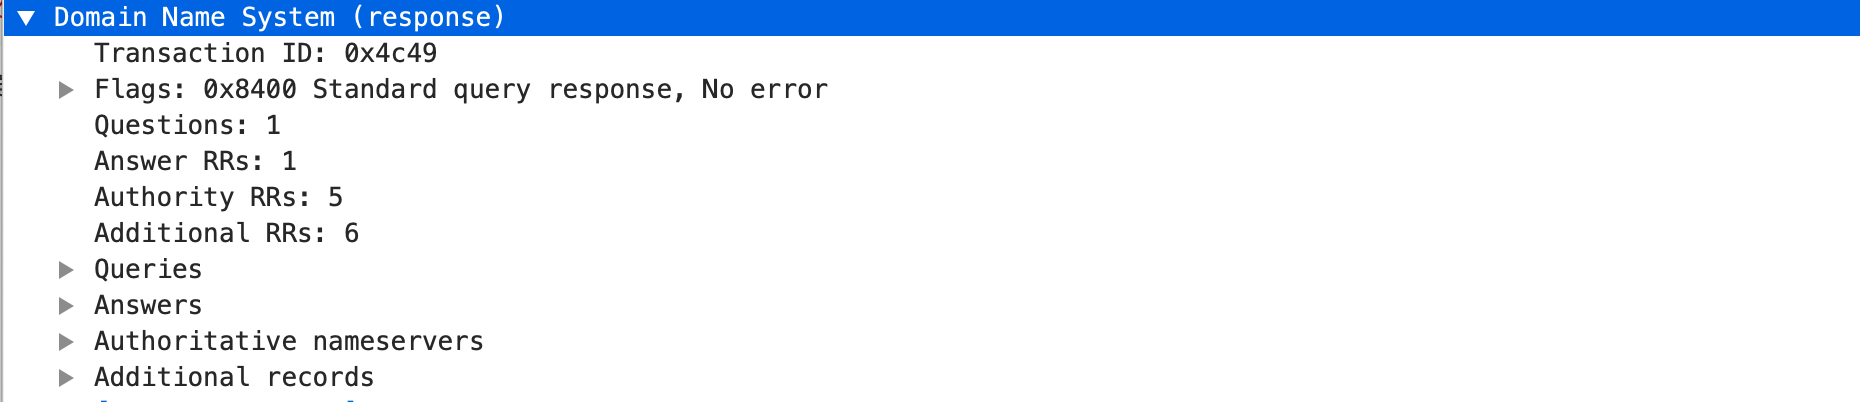 Domain Name System (response)
Transaction ID: 0x4c49
Flags: 0x8400 Standard query response, No error
Questions: 1
Answer RRs: 1
Authority RRs: 5
Additional RRs: 6
Queries
Answers
Authoritative nameservers
Additional records